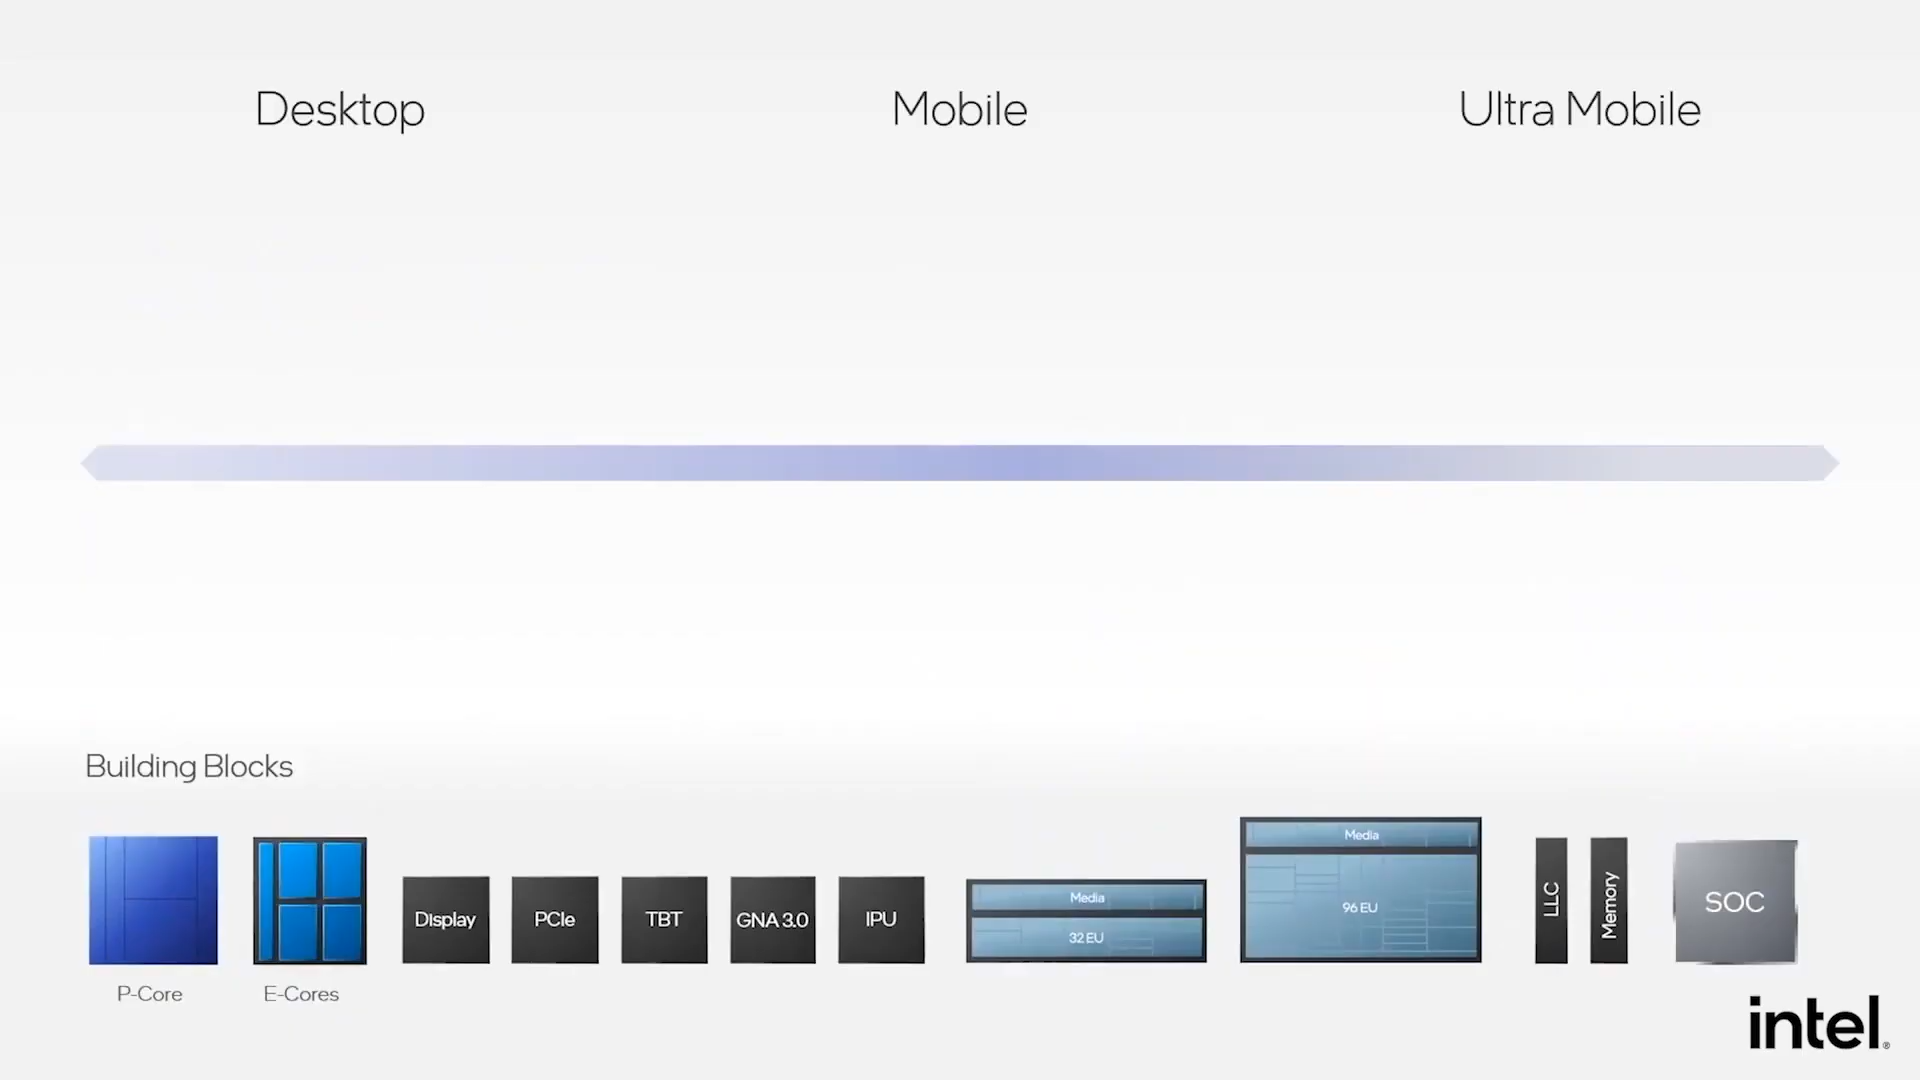 Desktop
Mobile
Ultra Mobile
Building Blocks
P-Core
E-Cores
Display
PCIe
TBT
GNA 3.0
IPU
Media
32 EU
Media
96 EU
LLC
Memory
SOC
intel®